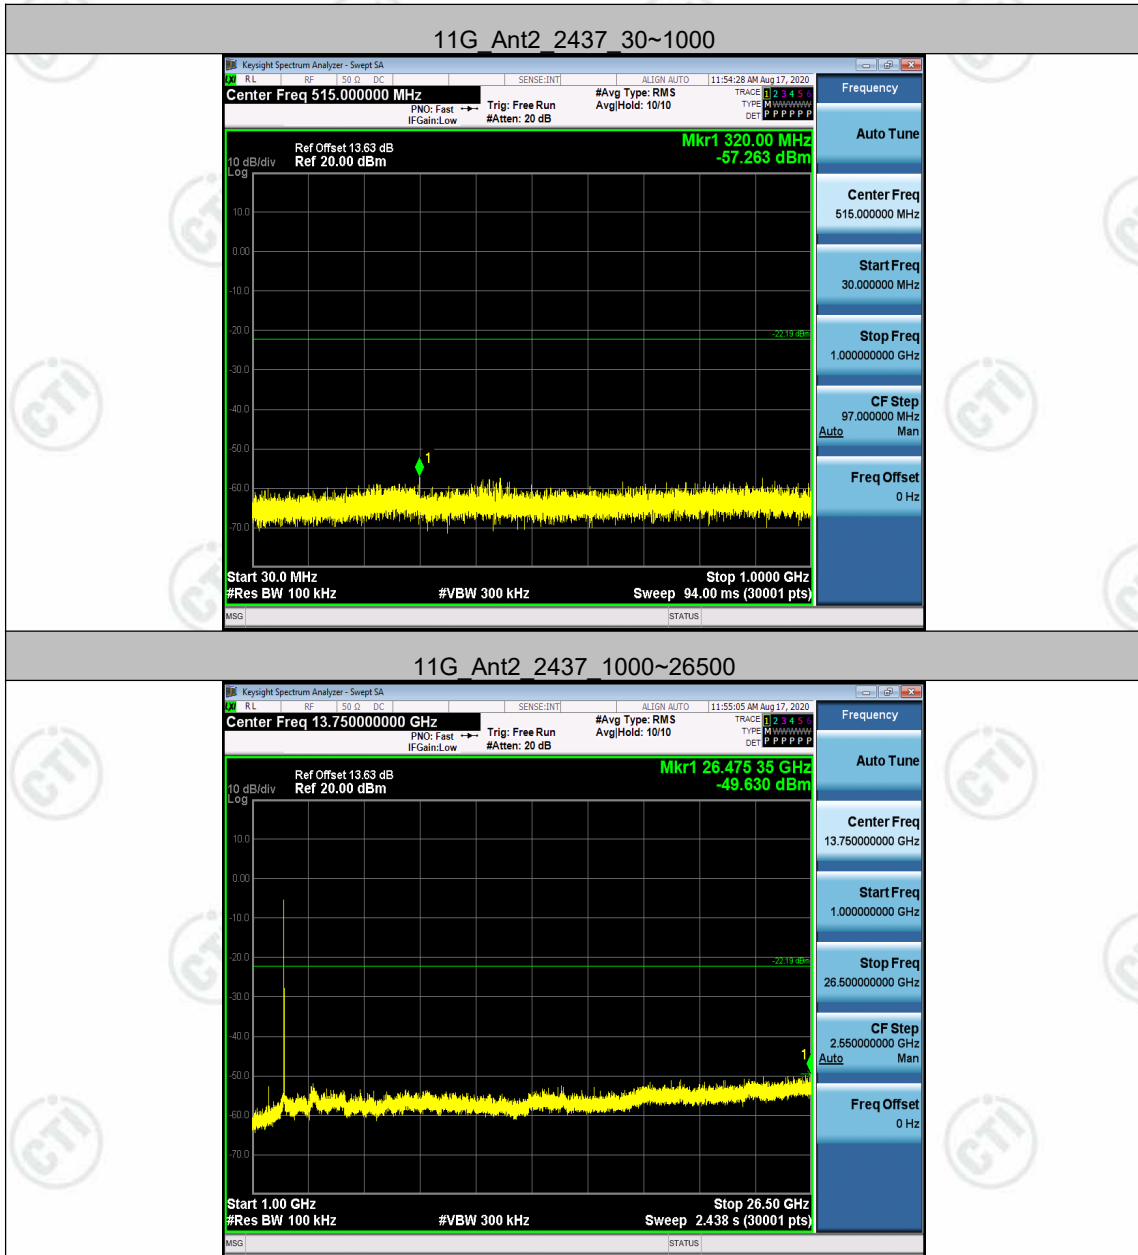 11G_Ant2_2437_30~1000
Keysight Spectrum Analyzer - Swept SA
LXI RL RF 50 Ω DC SENSE:INT ALIGN AUTO 11:54:28 AM Aug 17, 2020
Center Freq 515.000000 MHz #Avg Type: RMS TRACE 1 2 3 4 5 6
PNO: Fast Trig: Free Run Avg|Hold: 10/10 TYPE M WWWWW
IFGain:Low #Atten: 20 dB DET P P P P P P
Frequency
Auto Tune
Mkr1 320.00 MHz
-57.263 dBm
Ref Offset 13.63 dB
10 dB/div Ref 20.00 dBm
Log
10.0
0.00
-10.0
-20.0
-30.0
-40.0
-50.0
-60.0
-70.0
-22.19 dBm
1
Center Freq
515.000000 MHz
Start Freq
30.000000 MHz
Stop Freq
1.000000000 GHz
CF Step
97.000000 MHz
Auto Man
Freq Offset
0 Hz
Start 30.0 MHz Stop 1.0000 GHz
#Res BW 100 kHz #VBW 300 kHz Sweep 94.00 ms (30001 pts)
MSG STATUS
11G_Ant2_2437_1000~26500
Keysight Spectrum Analyzer - Swept SA
LXI RL RF 50 Ω DC SENSE:INT ALIGN AUTO 11:55:05 AM Aug 17, 2020
Center Freq 13.750000000 GHz #Avg Type: RMS TRACE 1 2 3 4 5 6
PNO: Fast Trig: Free Run Avg|Hold: 10/10 TYPE M WWWWW
IFGain:Low #Atten: 20 dB DET P P P P P P
Frequency
Auto Tune
Mkr1 26.475 35 GHz
-49.630 dBm
Ref Offset 13.63 dB
10 dB/div Ref 20.00 dBm
Log
10.0
0.00
-10.0
-20.0
-30.0
-40.0
-50.0
-60.0
-70.0
-22.19 dBm
1
Center Freq
13.750000000 GHz
Start Freq
1.000000000 GHz
Stop Freq
26.500000000 GHz
CF Step
2.550000000 GHz
Auto Man
Freq Offset
0 Hz
Start 1.00 GHz Stop 26.50 GHz
#Res BW 100 kHz #VBW 300 kHz Sweep 2.438 s (30001 pts)
MSG STATUS
CTI
CTI
CTI
CTI
CTI
CTI
CTI
CTI